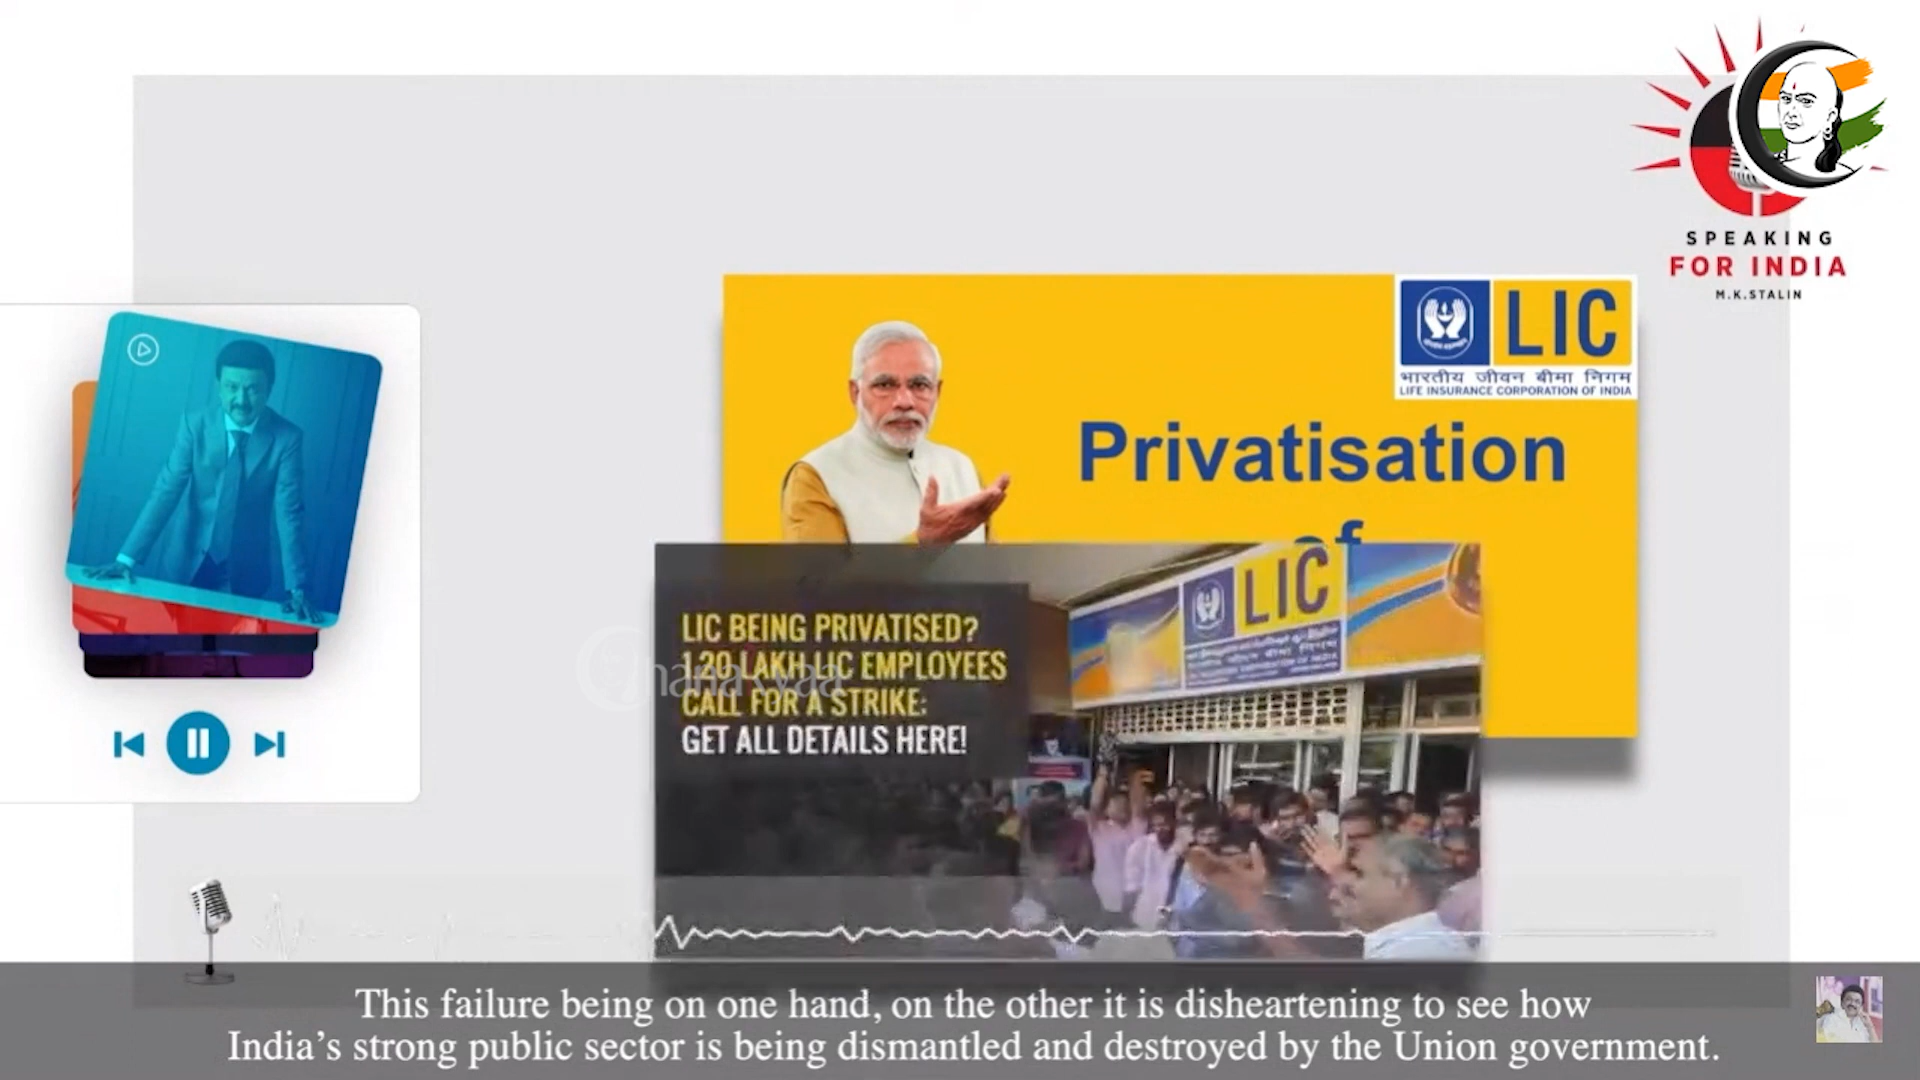 SPEAKING
FOR INDIA
M.K.STALIN
LIC
भारतीय जीवन बीमा निगम
LIFE INSURANCE CORPORATION OF INDIA
Privatisation
of
LIC
LIC BEING PRIVATISED?
1.20 LAKH LIC EMPLOYEES
CALL FOR A STRIKE:
GET ALL DETAILS HERE!
Chanakyaa
This failure being on one hand, on the other it is disheartening to see how
India's strong public sector is being dismantled and destroyed by the Union government.